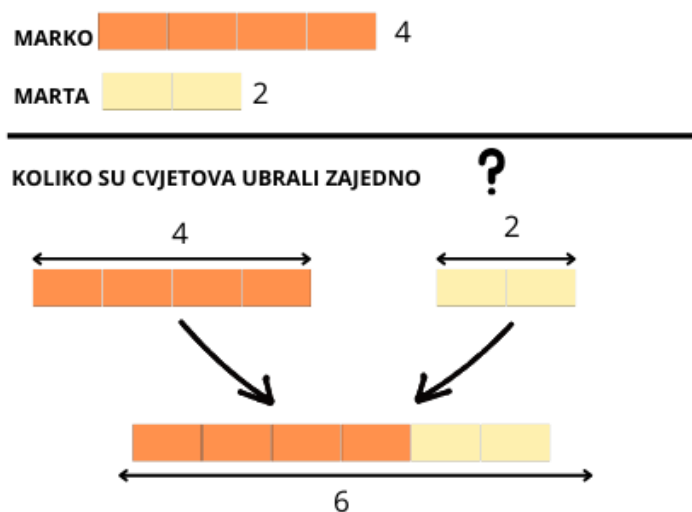 MARKO 4
MARTA 2
KOLIKO SU CVJETOVA UBRALI ZAJEDNO ?
4 2
6